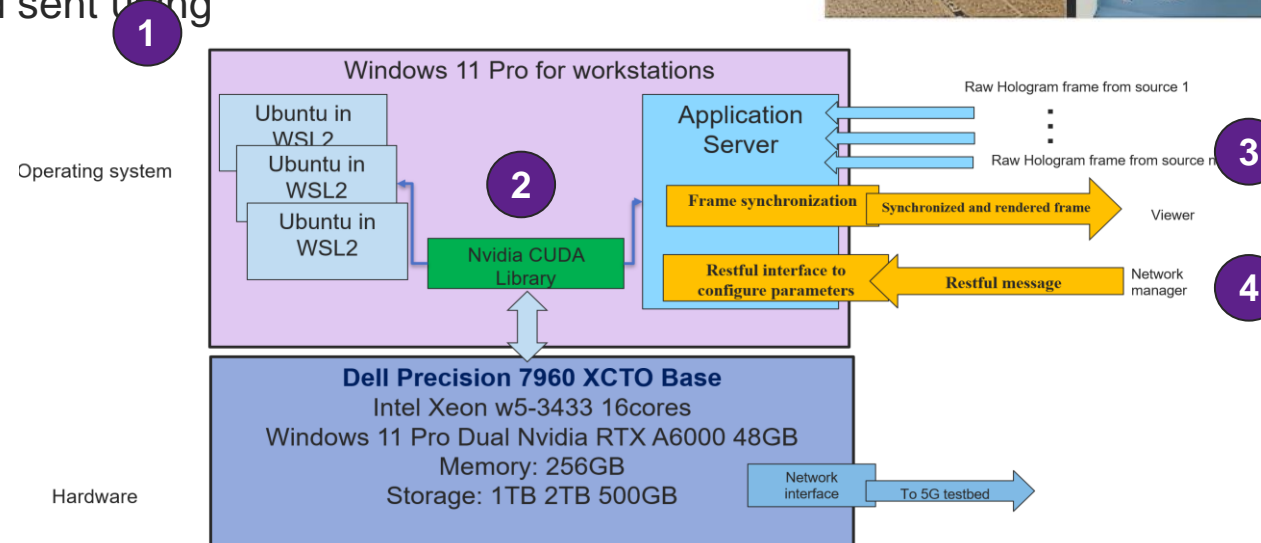 sent using
1
Windows 11 Pro for workstations
Operating system
Ubuntu in
WSL2
Ubuntu in
WSL2
Ubuntu in
WSL2
2
Nvidia CUDA
Library
Application
Server
Raw Hologram frame from source 1
Raw Hologram frame from source n
3
Frame synchronization
Synchronized and rendered frame
Viewer
Restful interface to
configure parameters
Restful message
Network
manager
4
Hardware
Dell Precision 7960 XCTO Base
Intel Xeon w5-3433 16cores
Windows 11 Pro Dual Nvidia RTX A6000 48GB
Memory: 256GB
Storage: 1TB 2TB 500GB
Network
interface
To 5G testbed